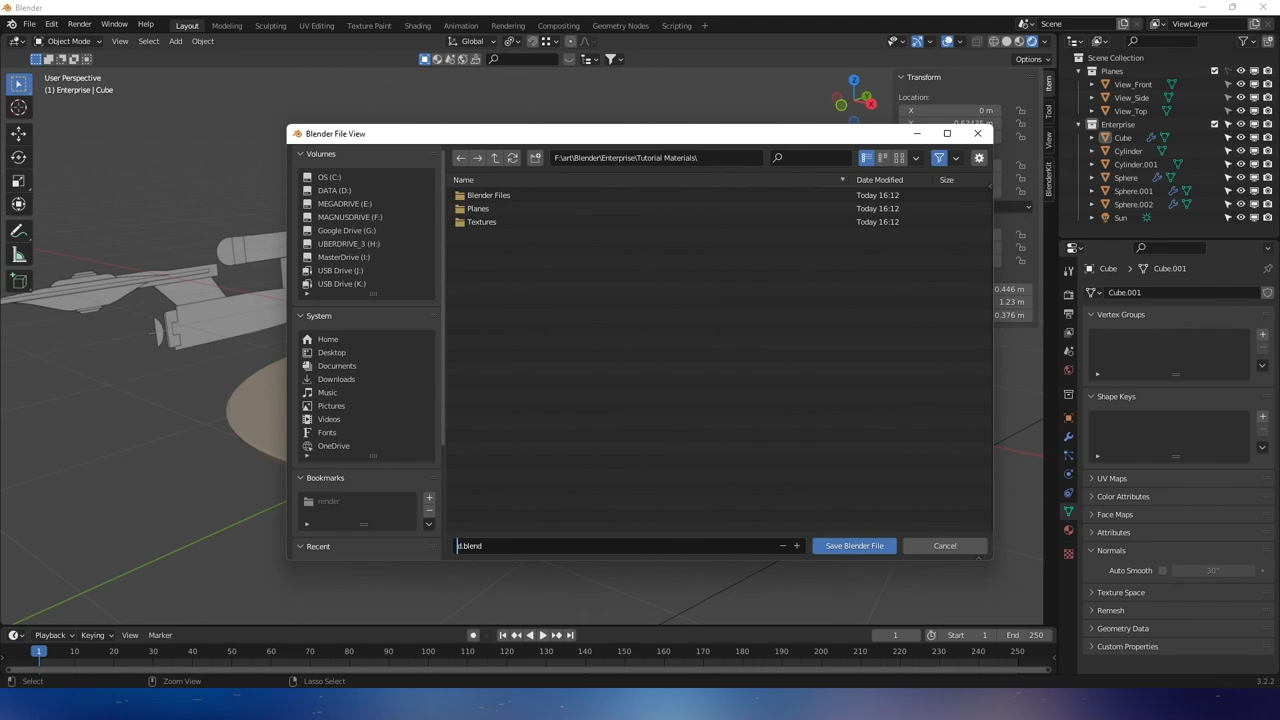 Blender
File Edit Render Window Help Layout Modeling Sculpting UV Editing Texture Paint Shading Animation Rendering Compositing Geometry Nodes Scripting + Scene ViewLayer
Object Mode View Select Add Object Global
Options
User Perspective
(1) Enterprise | Cube
Z
Y
X
Transform
Location:
0 m
Item
Tool
View
BlenderKit
0.446 m
1.23 m
0.376 m
Blender File View
Volumes
OS (C:)
DATA (D:)
MEGADRIVE (E:)
MAGNUSDRIVE (F:)
Google Drive (G:)
UBERDRIVE_3 (H:)
MasterDrive (I:)
USB Drive (J:)
USB Drive (K:)
System
Home
Desktop
Documents
Downloads
Music
Pictures
Videos
Fonts
OneDrive
Bookmarks
render
Recent
F:\art\Blender\Enterprise\Tutorial Materials\
Name Date Modified Size
Blender Files Today 16:12
Planes Today 16:12
Textures Today 16:12
d.blend
Save Blender File Cancel
Scene Collection
Planes
View_Front
View_Side
View_Top
Enterprise
Cube
Cylinder
Cylinder.001
Sphere
Sphere.001
Sphere.002
Sun
Cube Cube.001
Cube.001
Vertex Groups
Shape Keys
UV Maps
Color Attributes
Face Maps
Attributes
Normals
Auto Smooth 30°
Texture Space
Remesh
Geometry Data
Custom Properties
Playback Keying View Marker 1 Start 1 End 250
1 10 20 30 40 50 60 70 80 90 100 110 120 130 140 150 160 170 180 190 200 210 220 230 240 250
Select Zoom View Lasso Select 3.2.2